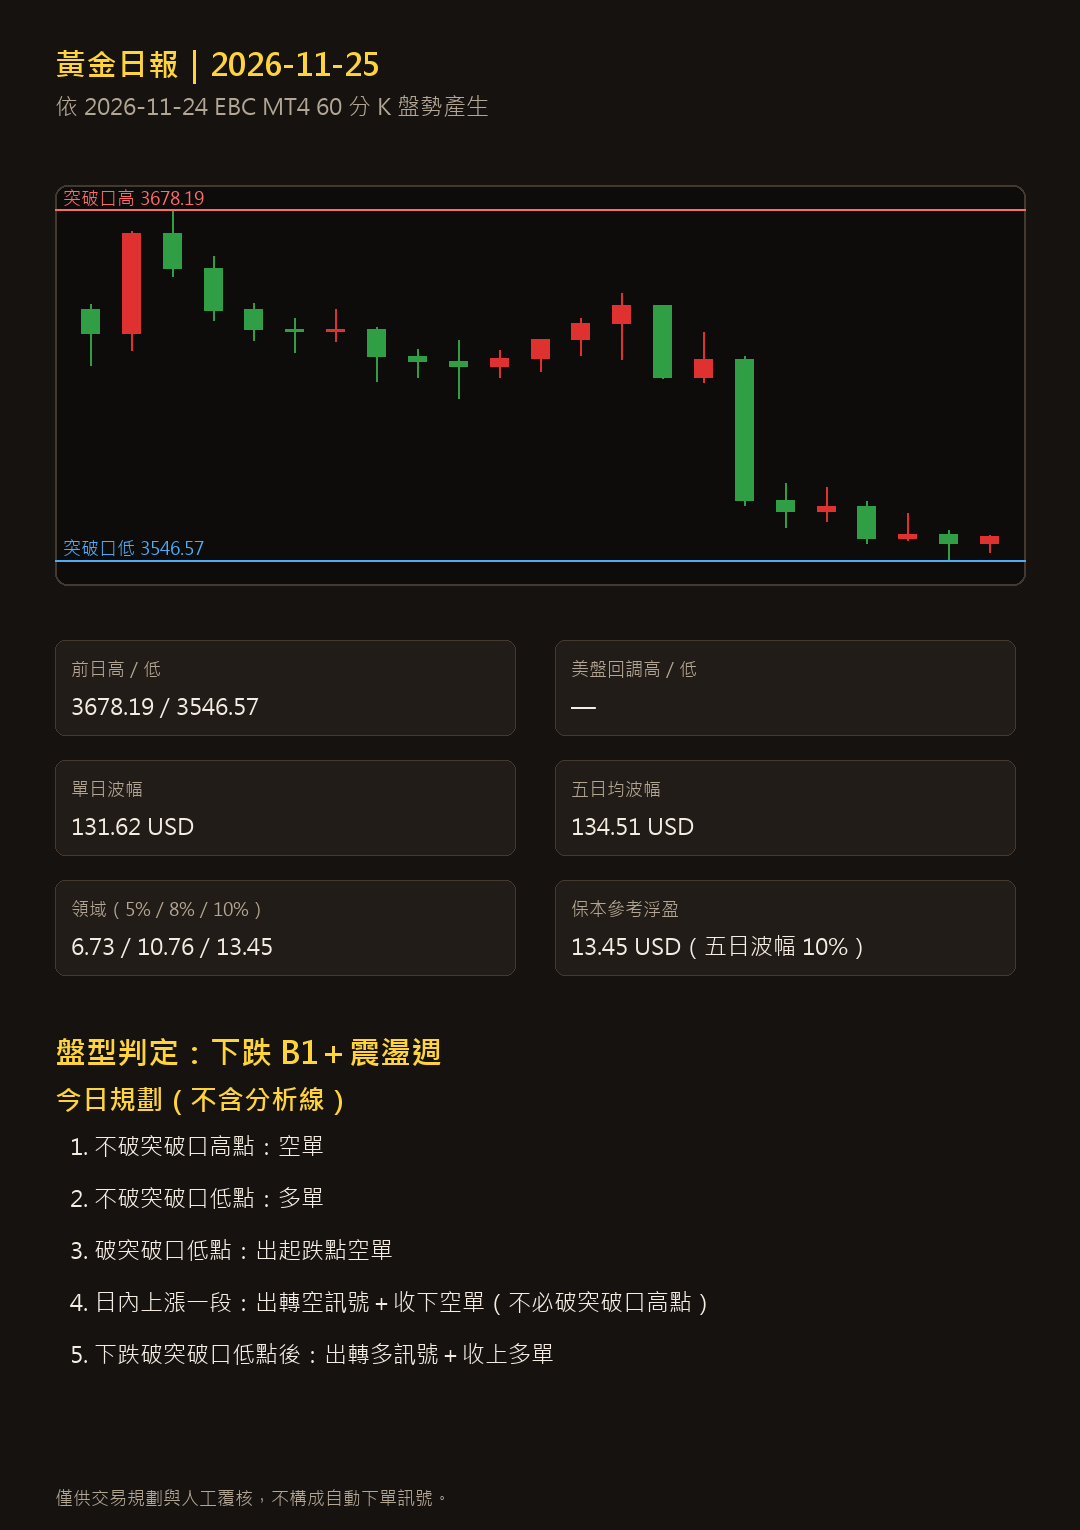 黃金日報｜2026-11-25
依 2026-11-24 EBC MT4 60 分 K 盤勢產生
突破口高 3678.19
突破口低 3546.57
前日高 / 低
3678.19 / 3546.57
美盤回調高 / 低
—
單日波幅
131.62 USD
五日均波幅
134.51 USD
領域（5% / 8% / 10%）
6.73 / 10.76 / 13.45
保本參考浮盈
13.45 USD（五日波幅 10%）
盤型判定：下跌 B1＋震盪週
今日規劃（不含分析線）
1. 不破突破口高點：空單
2. 不破突破口低點：多單
3. 破突破口低點：出起跌點空單
4. 日內上漲一段：出轉空訊號＋收下空單（不必破突破口高點）
5. 下跌破突破口低點後：出轉多訊號＋收上多單
僅供交易規劃與人工覆核，不構成自動下單訊號。